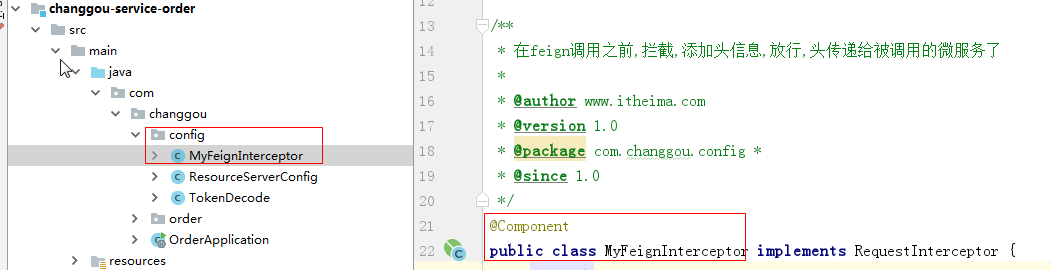 changgou-service-order
src
main
java
com
changgou
config
MyFeignInterceptor
ResourceServerConfig
TokenDecode
order
OrderApplication
resources
12
13 /**
14 * 在feign调用之前,拦截,添加头信息,放行,头传递给被调用的微服务了
15 *
16 * @author www.itheima.com
17 * @version 1.0
18 * @package com.changgou.config *
19 * @since 1.0
20 */
21 @Component
22 public class MyFeignInterceptor implements RequestInterceptor {